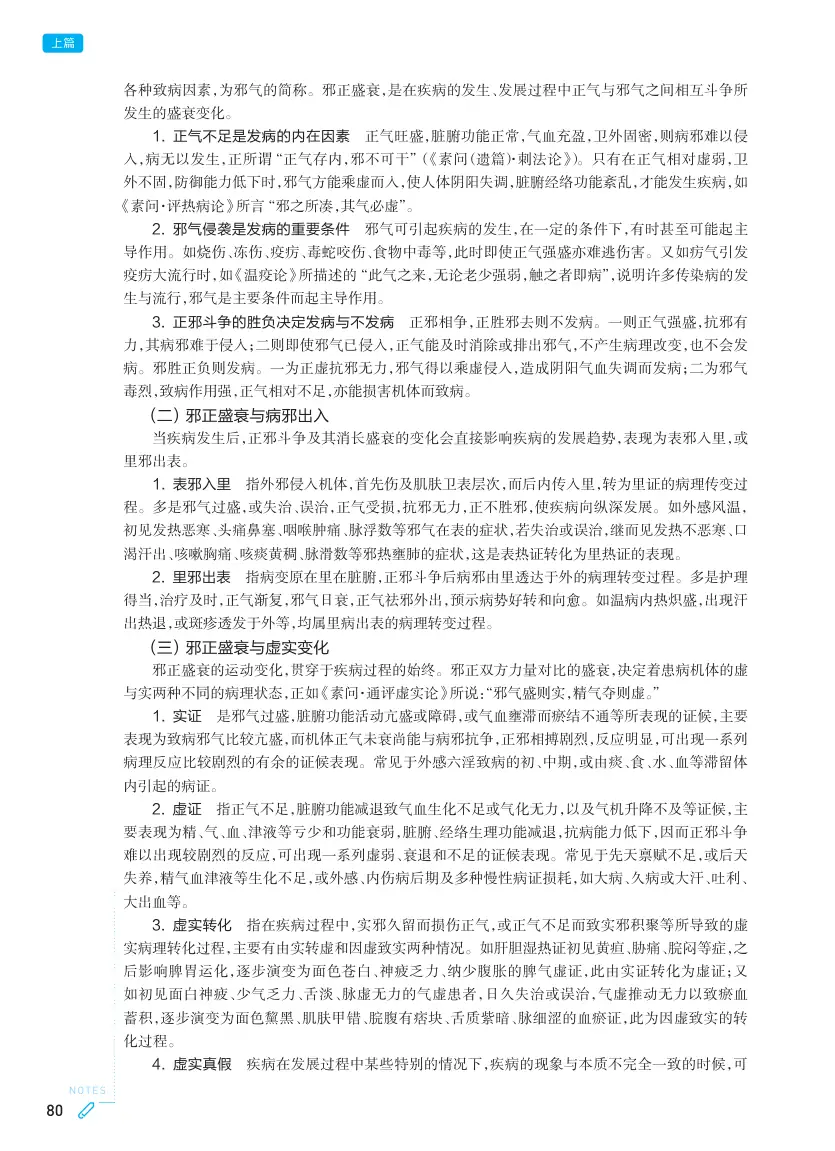 上篇
各种致病因素,为邪气的简称。邪正盛衰,是在疾病的发生、发展过程中正气与邪气之间相互斗争所
发生的盛衰变化。
1. 正气不足是发病的内在因素 正气旺盛,脏腑功能正常,气血充盈,卫外固密,则病邪难以侵
入,病无以发生,正所谓“正气存内,邪不可干”(《素问(遗篇)·刺法论》)。只有在正气相对虚弱,卫
外不固,防御能力低下时,邪气方能乘虚而入,使人体阴阳失调,脏腑经络功能紊乱,才能发生疾病,如
《素问·评热病论》所言“邪之所凑,其气必虚”。
2. 邪气侵袭是发病的重要条件 邪气可引起疾病的发生,在一定的条件下,有时甚至可能起主
导作用。如烧伤、冻伤、疫疠、毒蛇咬伤、食物中毒等,此时即使正气强盛亦难逃伤害。又如疠气引发
疫疠大流行时,如《温疫论》所描述的“此气之来,无论老少强弱,触之者即病”,说明许多传染病的发
生与流行,邪气是主要条件而起主导作用。
3. 正邪斗争的胜负决定发病与不发病 正邪相争,正胜邪去则不发病。一则正气强盛,抗邪有
力,其病邪难于侵入;二则即使邪气已侵入,正气能及时消除或排出邪气,不产生病理改变,也不会发
病。邪胜正负则发病。一为正虚抗邪无力,邪气得以乘虚侵入,造成阴阳气血失调而发病;二为邪气
毒烈,致病作用强,正气相对不足,亦能损害机体而致病。
(二)邪正盛衰与病邪出入
当疾病发生后,正邪斗争及其消长盛衰的变化会直接影响疾病的发展趋势,表现为表邪入里,或
里邪出表。
1. 表邪入里 指外邪侵入机体,首先伤及肌肤卫表层次,而后内传入里,转为里证的病理传变过
程。多是邪气过盛,或失治、误治,正气受损,抗邪无力,正不胜邪,使疾病向纵深发展。如外感风温,
初见发热恶寒、头痛鼻塞、咽喉肿痛、脉浮数等邪气在表的症状,若失治或误治,继而见发热不恶寒、口
渴汗出、咳嗽胸痛、咳痰黄稠、脉滑数等邪热壅肺的症状,这是表热证转化为里热证的表现。
2. 里邪出表 指病变原在里在脏腑,正邪斗争后病邪由里透达于外的病理转变过程。多是护理
得当,治疗及时,正气渐复,邪气日衰,正气祛邪外出,预示病势好转和向愈。如温病内热炽盛,出现汗
出热退,或斑疹透发于外等,均属里病出表的病理转变过程。
(三)邪正盛衰与虚实变化
邪正盛衰的运动变化,贯穿于疾病过程的始终。邪正双方力量对比的盛衰,决定着患病机体的虚
与实两种不同的病理状态,正如《素问·通评虚实论》所说:“邪气盛则实,精气夺则虚。”
1. 实证 是邪气过盛,脏腑功能活动亢盛或障碍,或气血壅滞而瘀结不通等所表现的证候,主要
表现为致病邪气比较亢盛,而机体正气未衰尚能与病邪抗争,正邪相搏剧烈,反应明显,可出现一系列
病理反应比较剧烈的有余的证候表现。常见于外感六淫致病的初、中期,或由痰、食、水、血等滞留体
内引起的病证。
2. 虚证 指正气不足,脏腑功能减退致气血生化不足或气化无力,以及气机升降不及等证候,主
要表现为精、气、血、津液等亏少和功能衰弱,脏腑、经络生理功能减退,抗病能力低下,因而正邪斗争
难以出现较剧烈的反应,可出现一系列虚弱、衰退和不足的证候表现。常见于先天禀赋不足,或后天
失养,精气血津液等生化不足,或外感、内伤病后期及多种慢性病证损耗,如大病、久病或大汗、吐利、
大出血等。
3. 虚实转化 指在疾病过程中,实邪久留而损伤正气,或正气不足而致实邪积聚等所导致的虚
实病理转化过程,主要有由实转虚和因虚致实两种情况。如肝胆湿热证初见黄疸、胁痛、脘闷等症,之
后影响脾胃运化,逐步演变为面色苍白、神疲乏力、纳少腹胀的脾气虚证,此由实证转化为虚证;又
如初见面白神疲、少气乏力、舌淡、脉虚无力的气虚患者,日久失治或误治,气虚推动无力以致瘀血
蓄积,逐步演变为面色黧黑、肌肤甲错、脘腹有痞块、舌质紫暗、脉细涩的血瘀证,此为因虚致实的转
化过程。
4. 虚实真假 疾病在发展过程中某些特别的情况下,疾病的现象与本质不完全一致的时候,可
NOTES
80